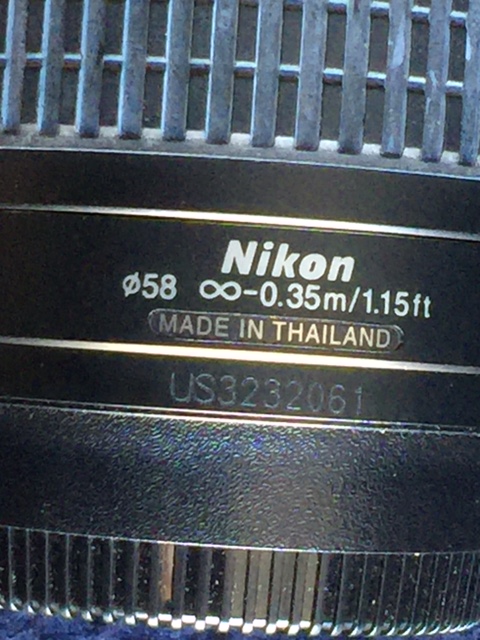 Nikon
ø58 ∞-0.35m/1.15ft
MADE IN THAILAND
US3232061